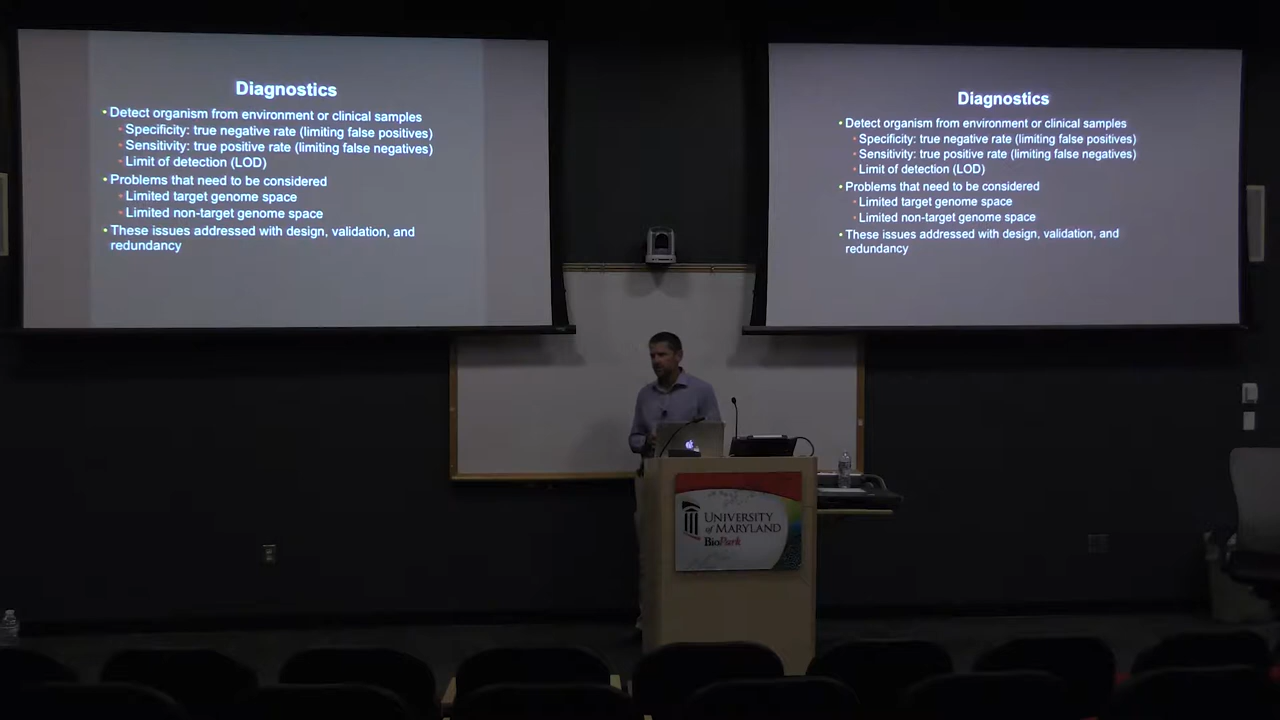 Diagnostics
• Detect organism from environment or clinical samples
• Specificity: true negative rate (limiting false positives)
• Sensitivity: true positive rate (limiting false negatives)
• Limit of detection (LOD)
• Problems that need to be considered
• Limited target genome space
• Limited non-target genome space
• These issues addressed with design, validation, and
redundancy
Diagnostics
• Detect organism from environment or clinical samples
• Specificity: true negative rate (limiting false positives)
• Sensitivity: true positive rate (limiting false negatives)
• Limit of detection (LOD)
• Problems that need to be considered
• Limited target genome space
• Limited non-target genome space
• These issues addressed with design, validation, and
redundancy
UNIVERSITY
of MARYLAND
BioPark